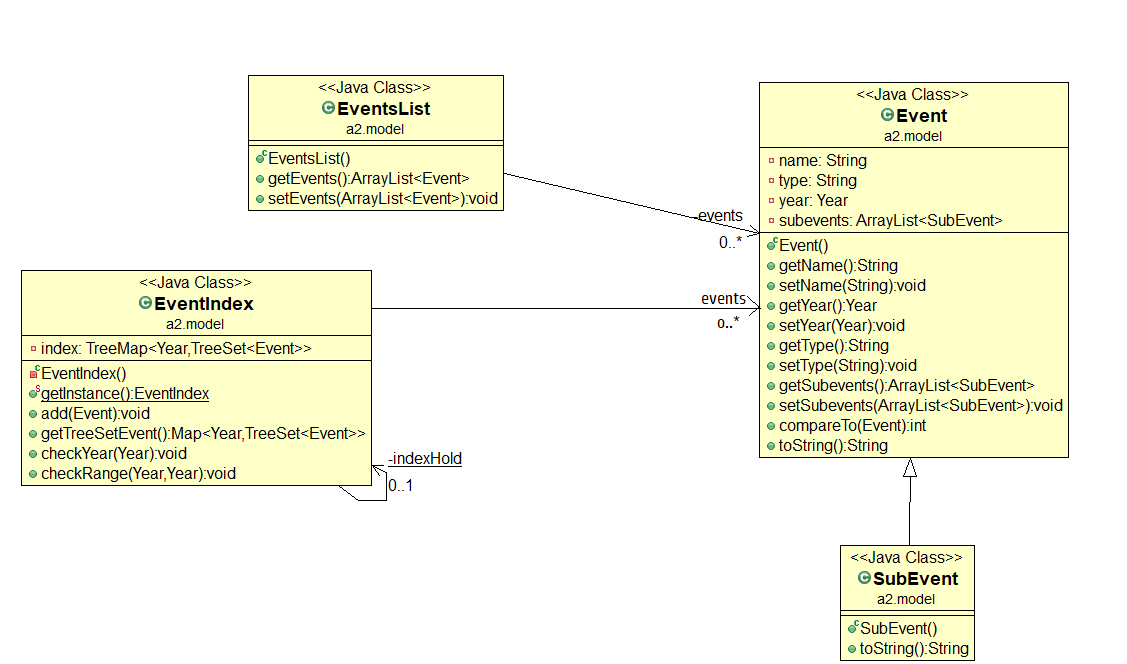 <<Java Class>>
EventsList
a2.model
EventsList()
getEvents():ArrayList<Event>
setEvents(ArrayList<Event>):void
<<Java Class>>
Event
a2.model
name: String
type: String
year: Year
subevents: ArrayList<SubEvent>
Event()
getName():String
setName(String):void
getYear():Year
setYear(Year):void
getType():String
setType(String):void
getSubevents():ArrayList<SubEvent>
setSubevents(ArrayList<SubEvent>):void
compareTo(Event):int
toString():String
-events
0..*
<<Java Class>>
EventIndex
a2.model
index: TreeMap<Year,TreeSet<Event>>
EventIndex()
getInstance():EventIndex
add(Event):void
getTreeSetEvent():Map<Year,TreeSet<Event>>
checkYear(Year):void
checkRange(Year,Year):void
events
0..*
-indexHold
0..1
<<Java Class>>
SubEvent
a2.model
SubEvent()
toString():String